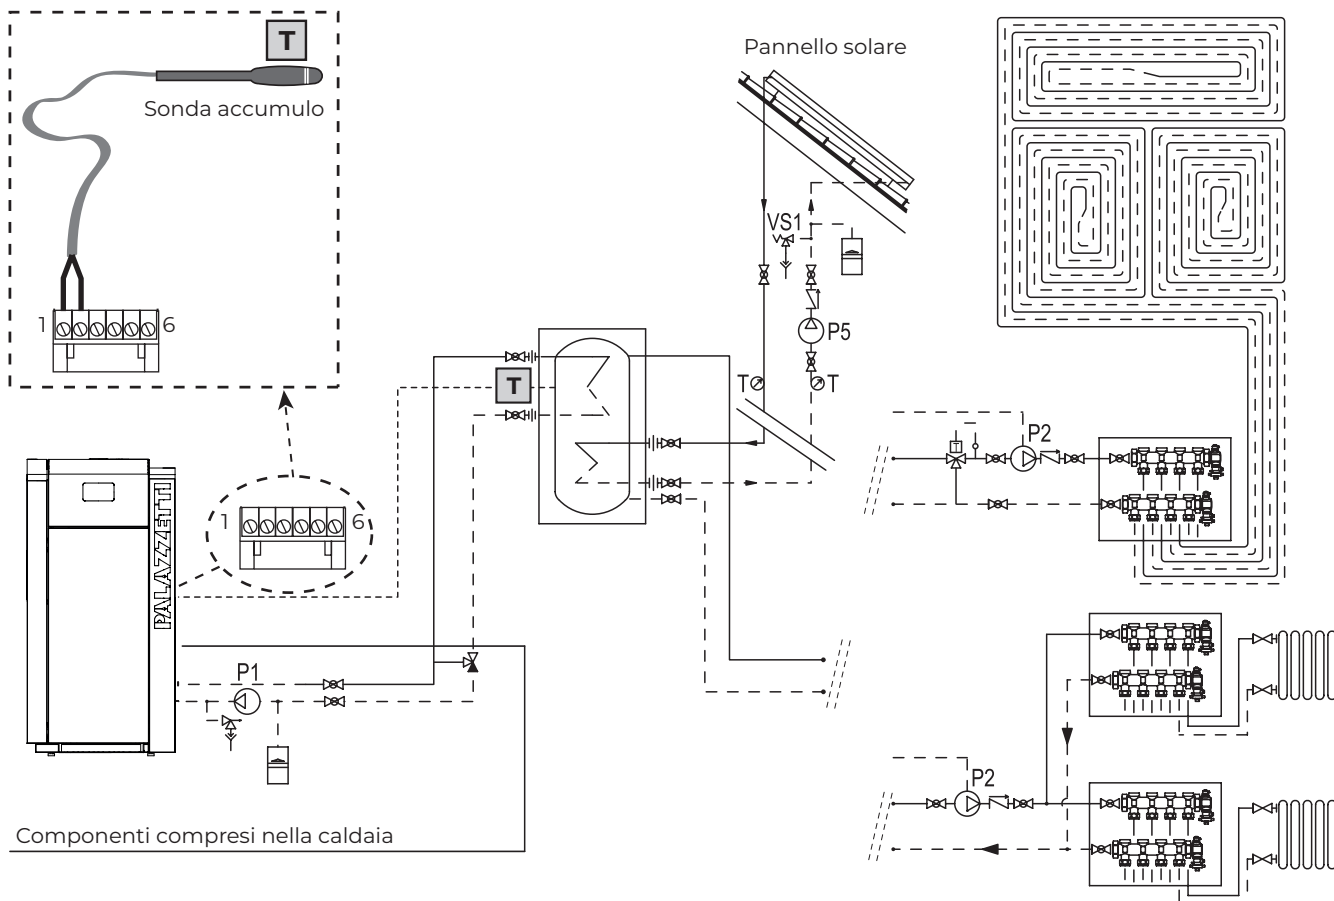 T
Sonda accumulo
1 6
Pannello solare
VS1
P5
T T
T
P2
1 6
PALAZZETTI
P1
P2
Componenti compresi nella caldaia